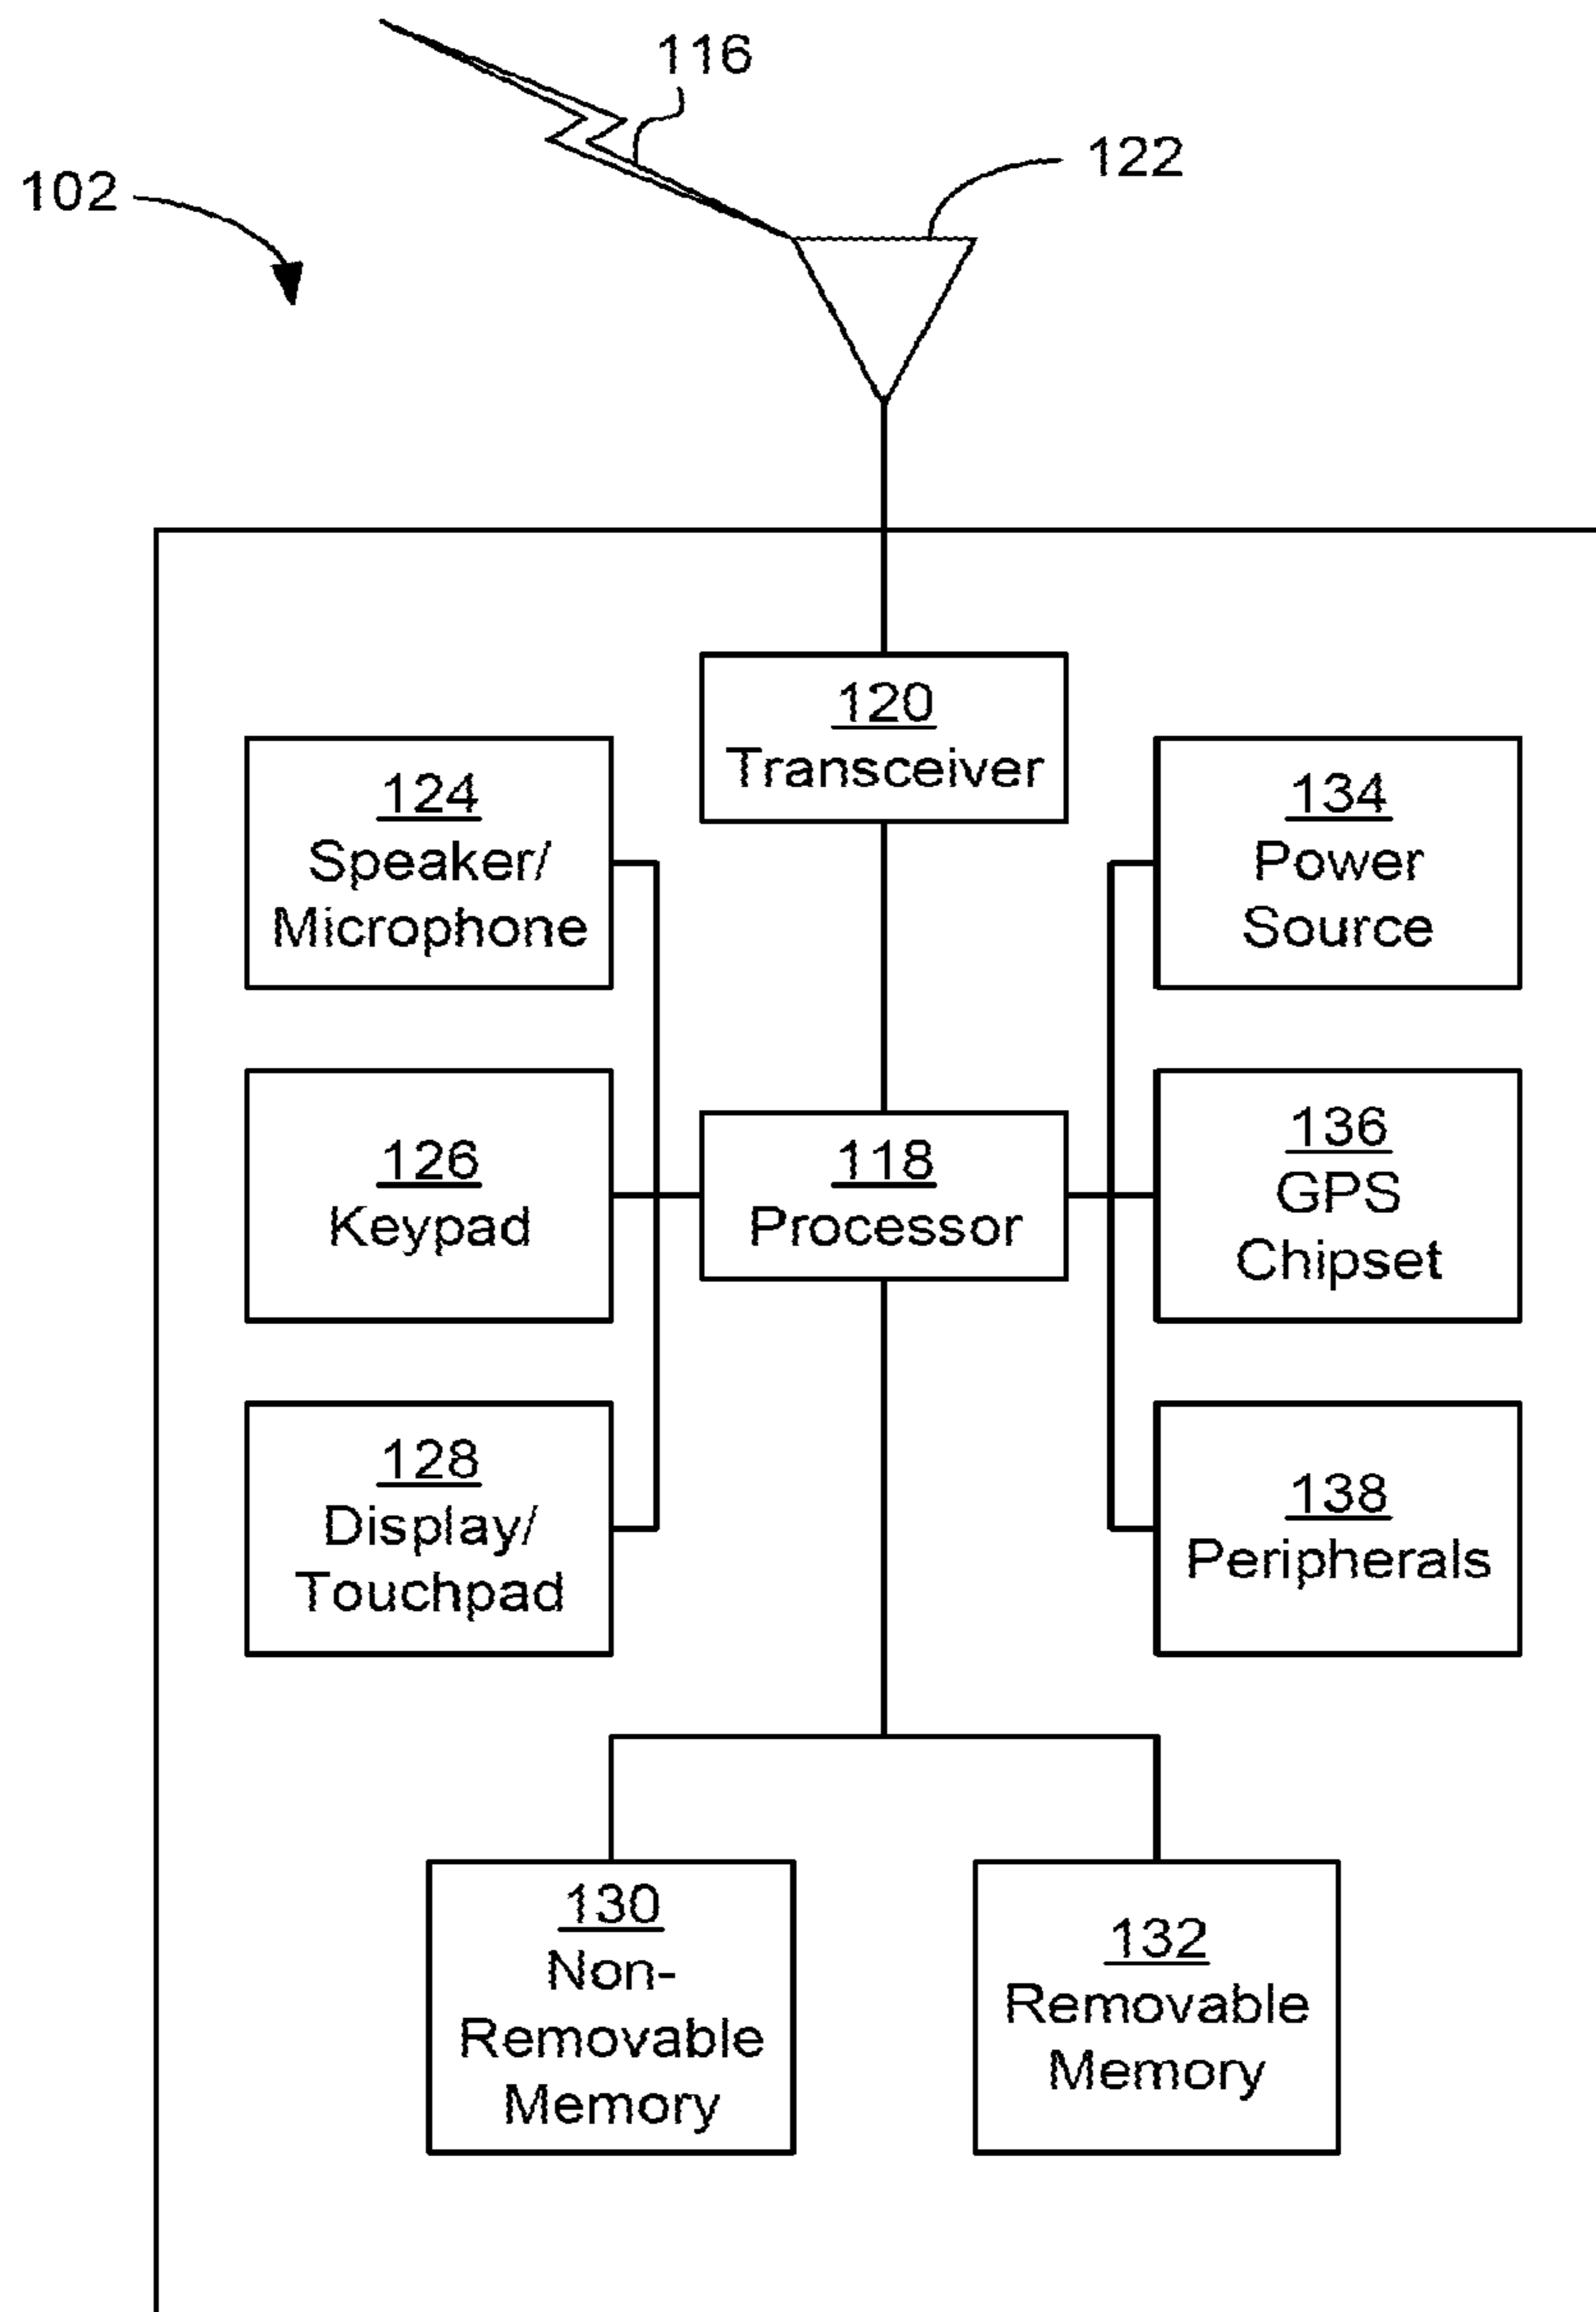 116
122
102
120
Transceiver
124
Speaker/
Microphone
134
Power
Source
126
Keypad
118
Processor
136
GPS
Chipset
128
Display/
Touchpad
138
Peripherals
130
Non-
Removable
Memory
132
Removable
Memory